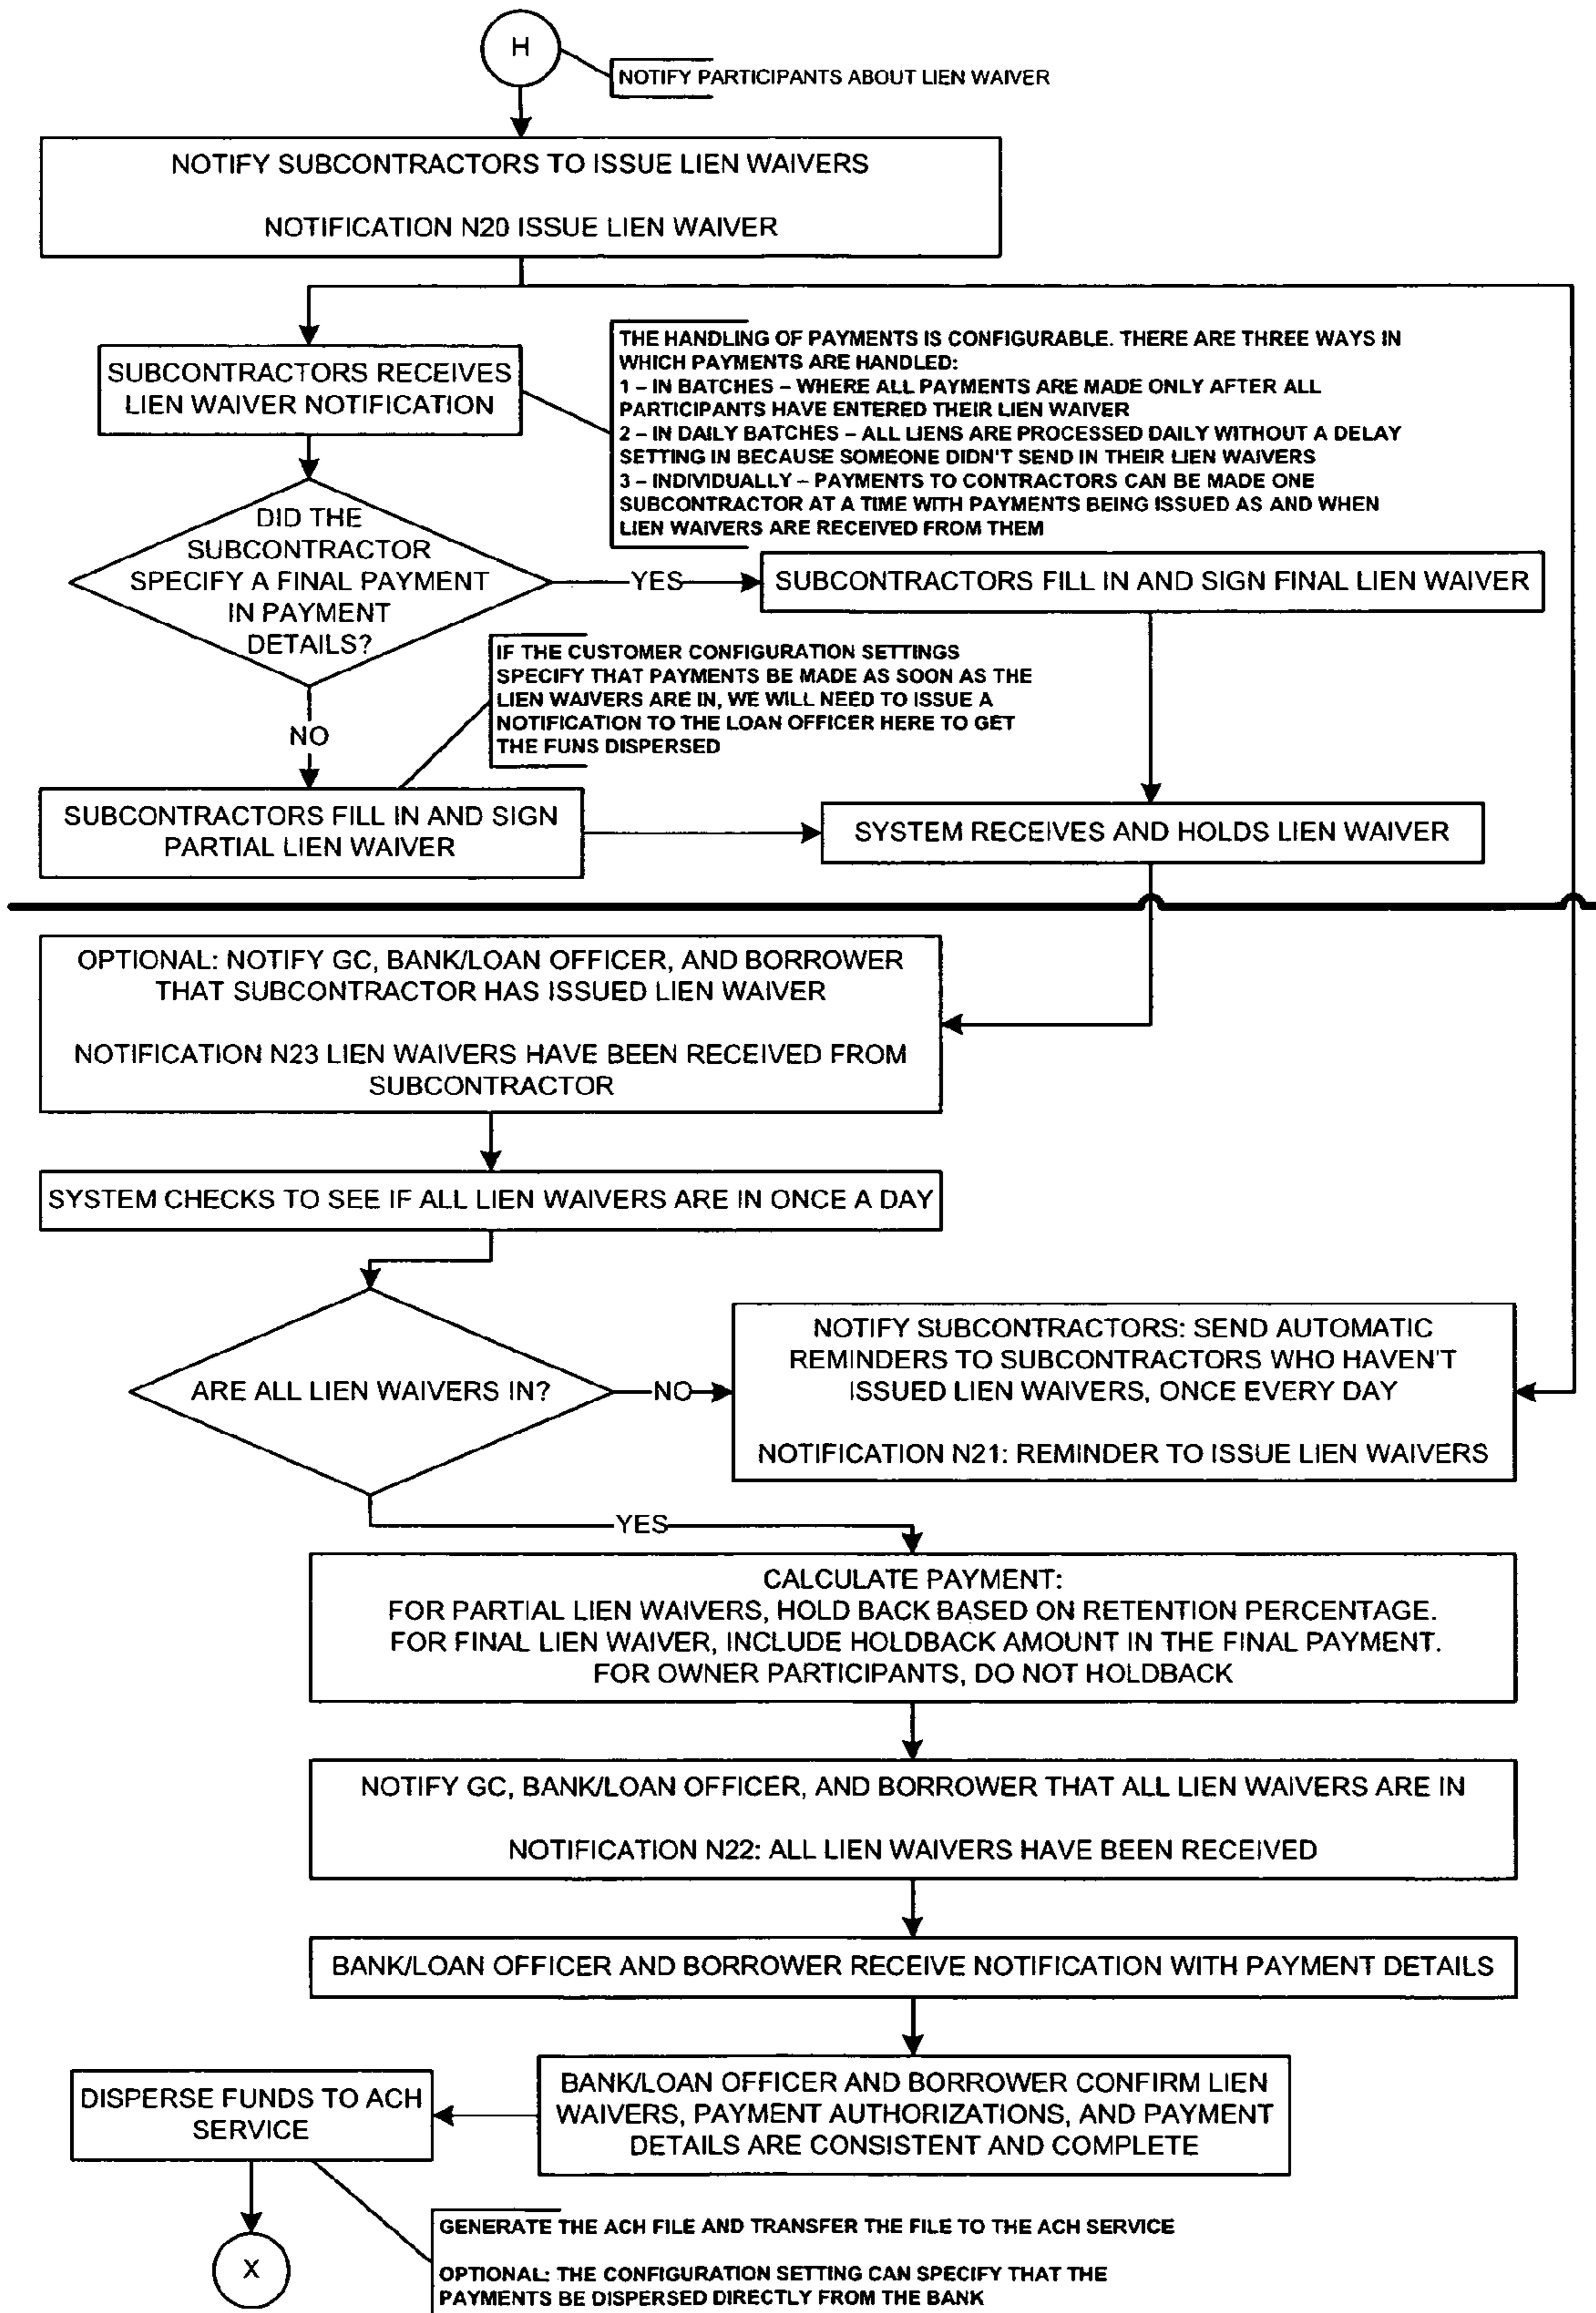 H
NOTIFY PARTICIPANTS ABOUT LIEN WAIVER
NOTIFY SUBCONTRACTORS TO ISSUE LIEN WAIVERS
NOTIFICATION N20 ISSUE LIEN WAIVER
SUBCONTRACTORS RECEIVES
LIEN WAIVER NOTIFICATION
THE HANDLING OF PAYMENTS IS CONFIGURABLE. THERE ARE THREE WAYS IN
WHICH PAYMENTS ARE HANDLED:
1 – IN BATCHES – WHERE ALL PAYMENTS ARE MADE ONLY AFTER ALL
PARTICIPANTS HAVE ENTERED THEIR LIEN WAIVER
2 – IN DAILY BATCHES – ALL LIENS ARE PROCESSED DAILY WITHOUT A DELAY
SETTING IN BECAUSE SOMEONE DIDN'T SEND IN THEIR LIEN WAIVERS
3 – INDIVIDUALLY – PAYMENTS TO CONTRACTORS CAN BE MADE ONE
SUBCONTRACTOR AT A TIME WITH PAYMENTS BEING ISSUED AS AND WHEN
LIEN WAIVERS ARE RECEIVED FROM THEM
DID THE
SUBCONTRACTOR
SPECIFY A FINAL PAYMENT
IN PAYMENT
DETAILS?
YES
SUBCONTRACTORS FILL IN AND SIGN FINAL LIEN WAIVER
IF THE CUSTOMER CONFIGURATION SETTINGS
SPECIFY THAT PAYMENTS BE MADE AS SOON AS THE
LIEN WAIVERS ARE IN, WE WILL NEED TO ISSUE A
NOTIFICATION TO THE LOAN OFFICER HERE TO GET
THE FUNS DISPERSED
NO
SUBCONTRACTORS FILL IN AND SIGN
PARTIAL LIEN WAIVER
SYSTEM RECEIVES AND HOLDS LIEN WAIVER
OPTIONAL: NOTIFY GC, BANK/LOAN OFFICER, AND BORROWER
THAT SUBCONTRACTOR HAS ISSUED LIEN WAIVER
NOTIFICATION N23 LIEN WAIVERS HAVE BEEN RECEIVED FROM
SUBCONTRACTOR
SYSTEM CHECKS TO SEE IF ALL LIEN WAIVERS ARE IN ONCE A DAY
ARE ALL LIEN WAIVERS IN?
NO
NOTIFY SUBCONTRACTORS: SEND AUTOMATIC
REMINDERS TO SUBCONTRACTORS WHO HAVEN'T
ISSUED LIEN WAIVERS, ONCE EVERY DAY
NOTIFICATION N21: REMINDER TO ISSUE LIEN WAIVERS
YES
CALCULATE PAYMENT:
FOR PARTIAL LIEN WAIVERS, HOLD BACK BASED ON RETENTION PERCENTAGE.
FOR FINAL LIEN WAIVER, INCLUDE HOLDBACK AMOUNT IN THE FINAL PAYMENT.
FOR OWNER PARTICIPANTS, DO NOT HOLDBACK
NOTIFY GC, BANK/LOAN OFFICER, AND BORROWER THAT ALL LIEN WAIVERS ARE IN
NOTIFICATION N22: ALL LIEN WAIVERS HAVE BEEN RECEIVED
BANK/LOAN OFFICER AND BORROWER RECEIVE NOTIFICATION WITH PAYMENT DETAILS
BANK/LOAN OFFICER AND BORROWER CONFIRM LIEN
WAIVERS, PAYMENT AUTHORIZATIONS, AND PAYMENT
DETAILS ARE CONSISTENT AND COMPLETE
DISPERSE FUNDS TO ACH
SERVICE
X
GENERATE THE ACH FILE AND TRANSFER THE FILE TO THE ACH SERVICE
OPTIONAL: THE CONFIGURATION SETTING CAN SPECIFY THAT THE
PAYMENTS BE DISPERSED DIRECTLY FROM THE BANK